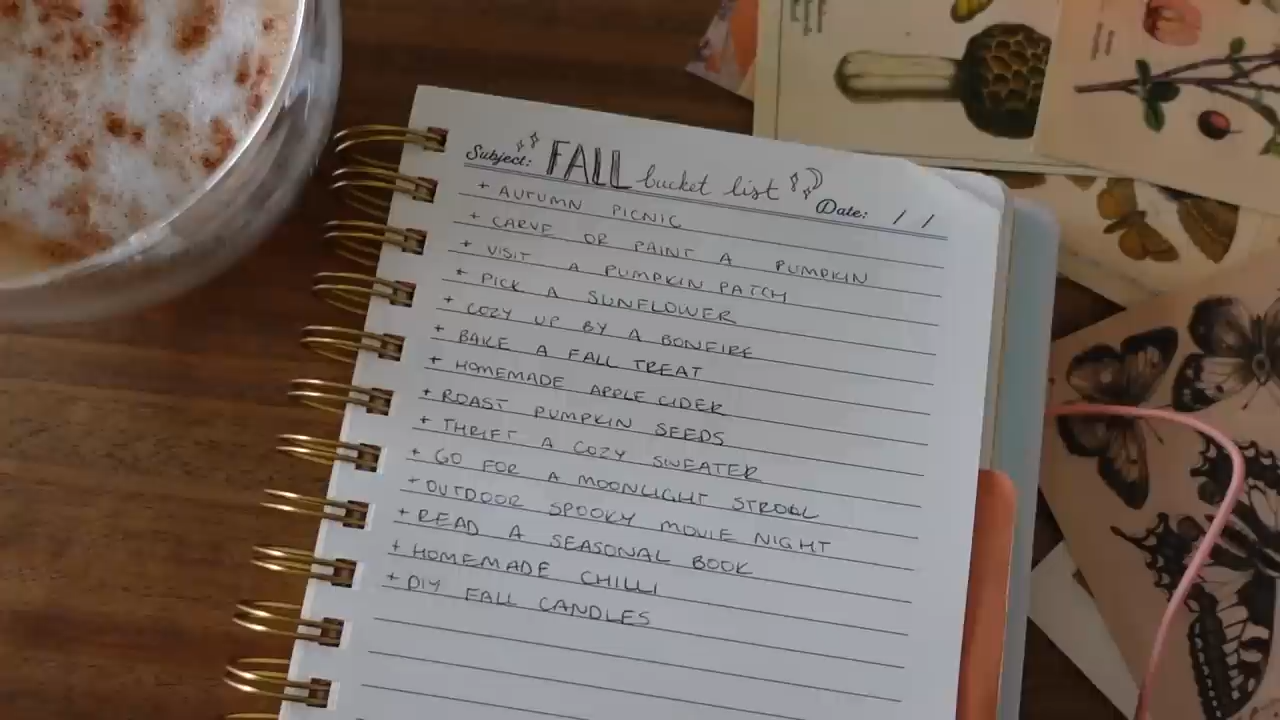 Subject: FALL bucket list Date: / /
+ AUTUMN PICNIC
+ CARVE OR PAINT A PUMPKIN
+ VISIT A PUMPKIN PATCH
+ PICK A SUNFLOWER
+ COZY UP BY A BONFIRE
+ BAKE A FALL TREAT
+ HOMEMADE APPLE CIDER
+ ROAST PUMPKIN SEEDS
+ THRIFT A COZY SWEATER
+ GO FOR A MOONLIGHT STROLL
+ OUTDOOR SPOOKY MOVIE NIGHT
+ READ A SEASONAL BOOK
+ HOMEMADE CHILLI
+ DIY FALL CANDLES